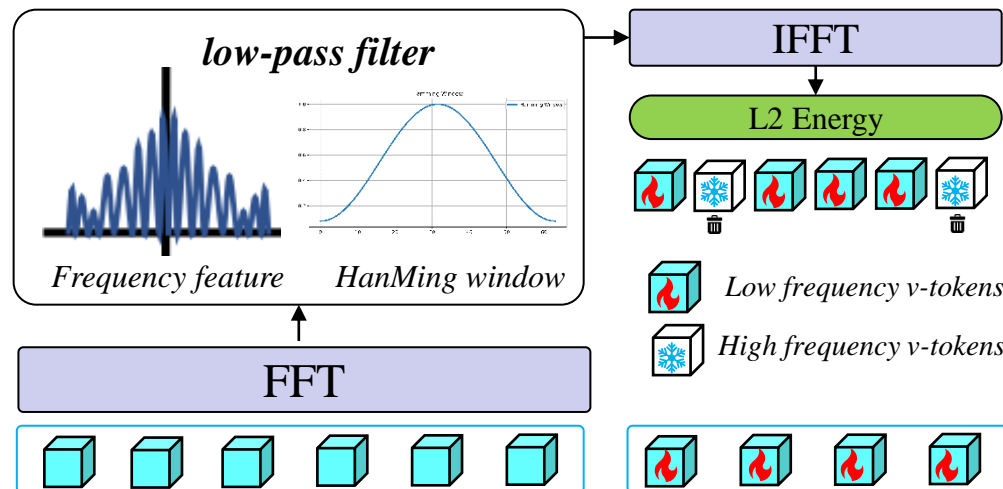 low-pass filter
Frequency feature
HanMing window
FFT
IFFT
L2 Energy
Low frequency v-tokens
High frequency v-tokens